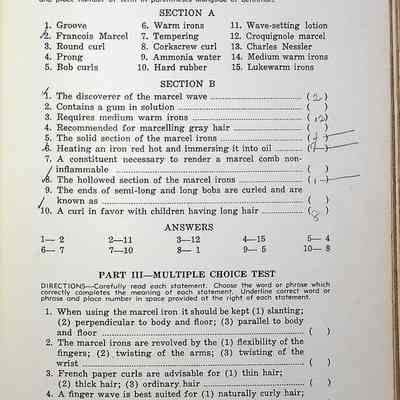 and place number of term in parentheses alongside of definition.
SECTION A
1. Groove 6. Warm irons 11. Wave-setting lotion
2. Francois Marcel 7. Tempering 12. Croquignole marcel
3. Round curl 8. Corkscrew curl 13. Charles Nessler
4. Prong 9. Ammonia water 14. Medium warm irons
5. Bob curls 10. Hard rubber 15. Lukewarm irons
SECTION B
1. The discoverer of the marcel wave (2)
2. Contains a gum in solution ( )
3. Requires medium warm irons (12)
4. Recommended for marcelling gray hair ( )
5. The solid section of the marcel irons (4)
6. Heating an iron red hot and immersing it into oil (7)
7. A constituent necessary to render a marcel comb non-
inflammable ( )
8. The hollowed section of the marcel irons (1)
9. The ends of semi-long and long bobs are curled and are
known as ( )
10. A curl in favor with children having long hair (8)
ANSWERS
1— 2 2—11 3—12 4—15 5— 4
6— 7 7—10 8— 1 9— 5 10— 8
PART III—MULTIPLE CHOICE TEST
DIRECTIONS—Carefully read each statement. Choose the word or phrase which
correctly completes the meaning of each statement. Underline correct word or
phrase and place number in space provided at the right of each statement.
1. When using the marcel iron it should be kept (1) slanting;
(2) perpendicular to body and floor; (3) parallel to body
and floor ( )
2. The marcel irons are revolved by the (1) flexibility of the
fingers; (2) twisting of the arms; (3) twisting of the
wrist ( )
3. French paper curls are advisable for (1) thin hair;
(2) thick hair; (3) ordinary hair ( )
4. A finger wave is best suited for (1) naturally curly hair;